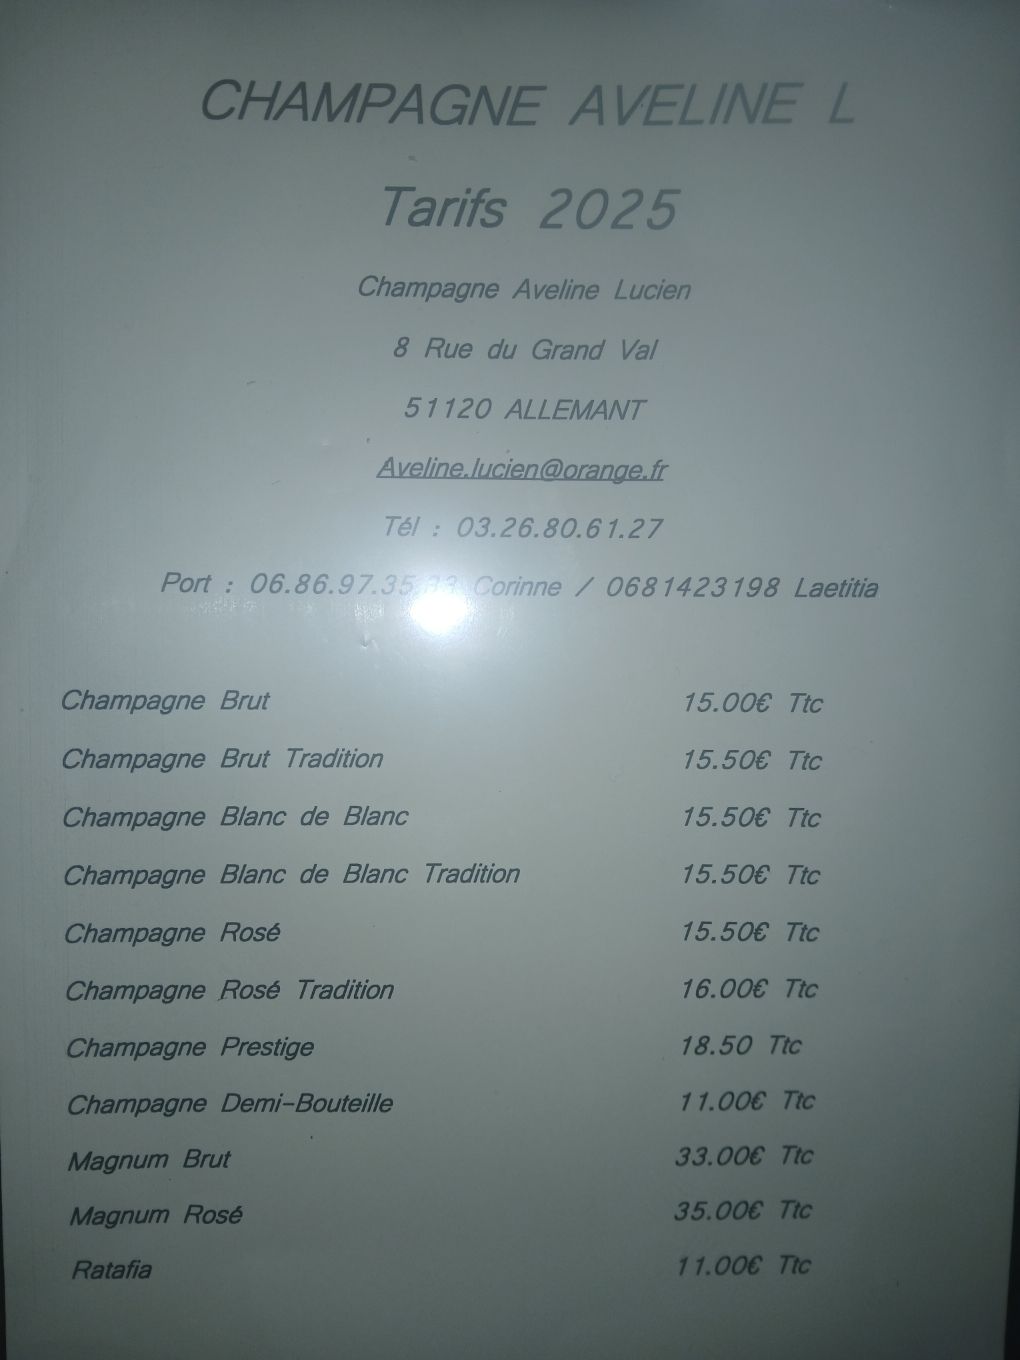 CHAMPAGNE AVELINE L
Tarifs 2025
Champagne Aveline Lucien
8 Rue du Grand Val
51120 ALLEMANT
Aveline.lucien@orange.fr
Tél : 03.26.80.61.27
Port : 06.86.97.35. Corinne / 0681423198 Laetitia
Champagne Brut 15.00€ Ttc
Champagne Brut Tradition 15.50€ Ttc
Champagne Blanc de Blanc 15.50€ Ttc
Champagne Blanc de Blanc Tradition 15.50€ Ttc
Champagne Rosé 15.50€ Ttc
Champagne Rosé Tradition 16.00€ Ttc
Champagne Prestige 18.50 Ttc
Champagne Demi-Bouteille 11.00€ Ttc
Magnum Brut 33.00€ Ttc
Magnum Rosé 35.00€ Ttc
Ratafia 11.00€ Ttc